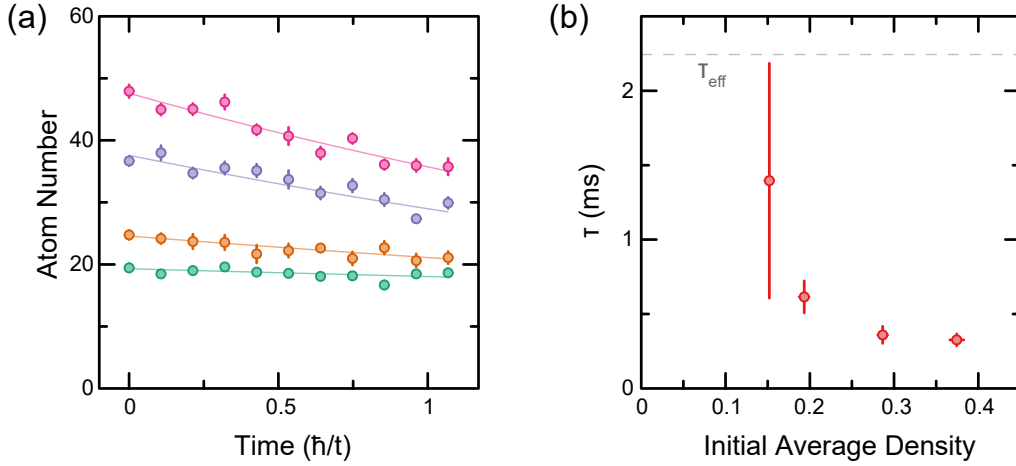 (a)
60
40
20
0
Atom Number
0
0.5
1
Time (ħ/t)
(b)
2
1
0
τ (ms)
τeff
0
0.1
0.2
0.3
0.4
Initial Average Density